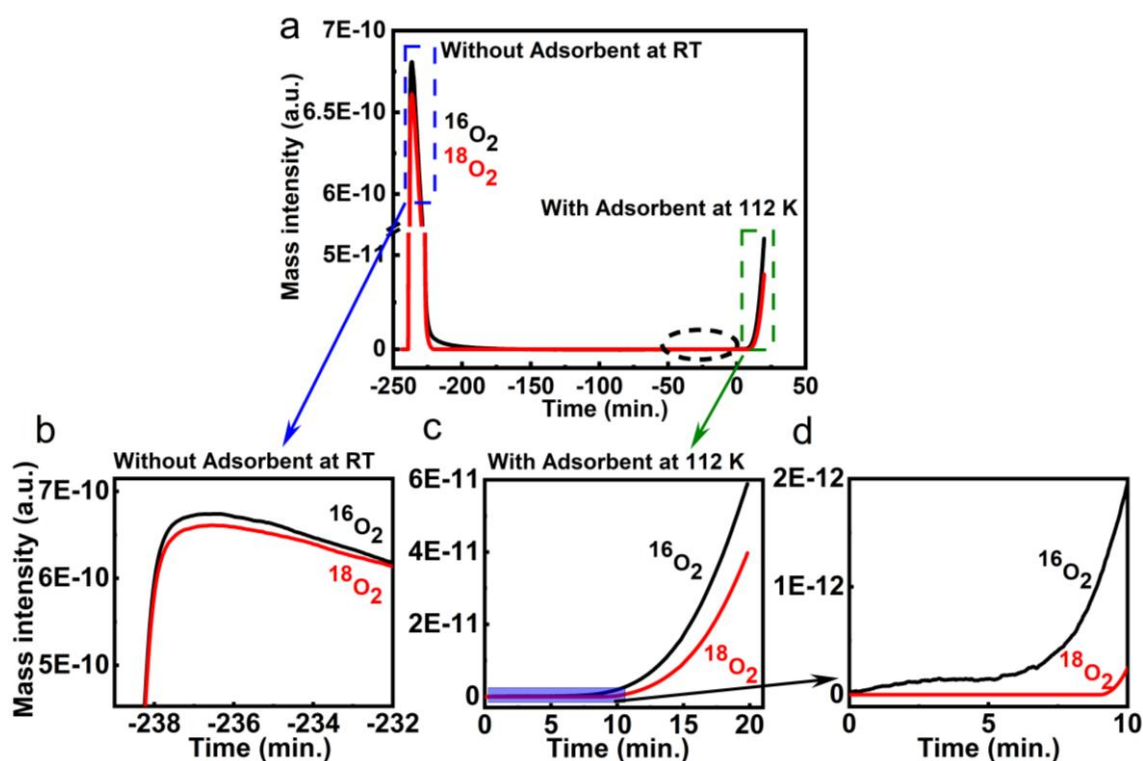 a
Mass intensity (a.u.)
7E-10
6.5E-10
6E-10
5E-11
0
Without Adsorbent at RT
¹⁶O₂
¹⁸O₂
With Adsorbent at 112 K
-250 -200 -150 -100 -50 0 50
Time (min.)
b
Without Adsorbent at RT
Mass intensity (a.u.)
7E-10
6E-10
5E-10
¹⁶O₂
¹⁸O₂
-238 -236 -234 -232
Time (min.)
c
With Adsorbent at 112 K
6E-11
4E-11
2E-11
0
¹⁶O₂
¹⁸O₂
0 5 10 15 20
Time (min.)
d
2E-12
1E-12
0
¹⁶O₂
¹⁸O₂
0 5 10
Time (min.)